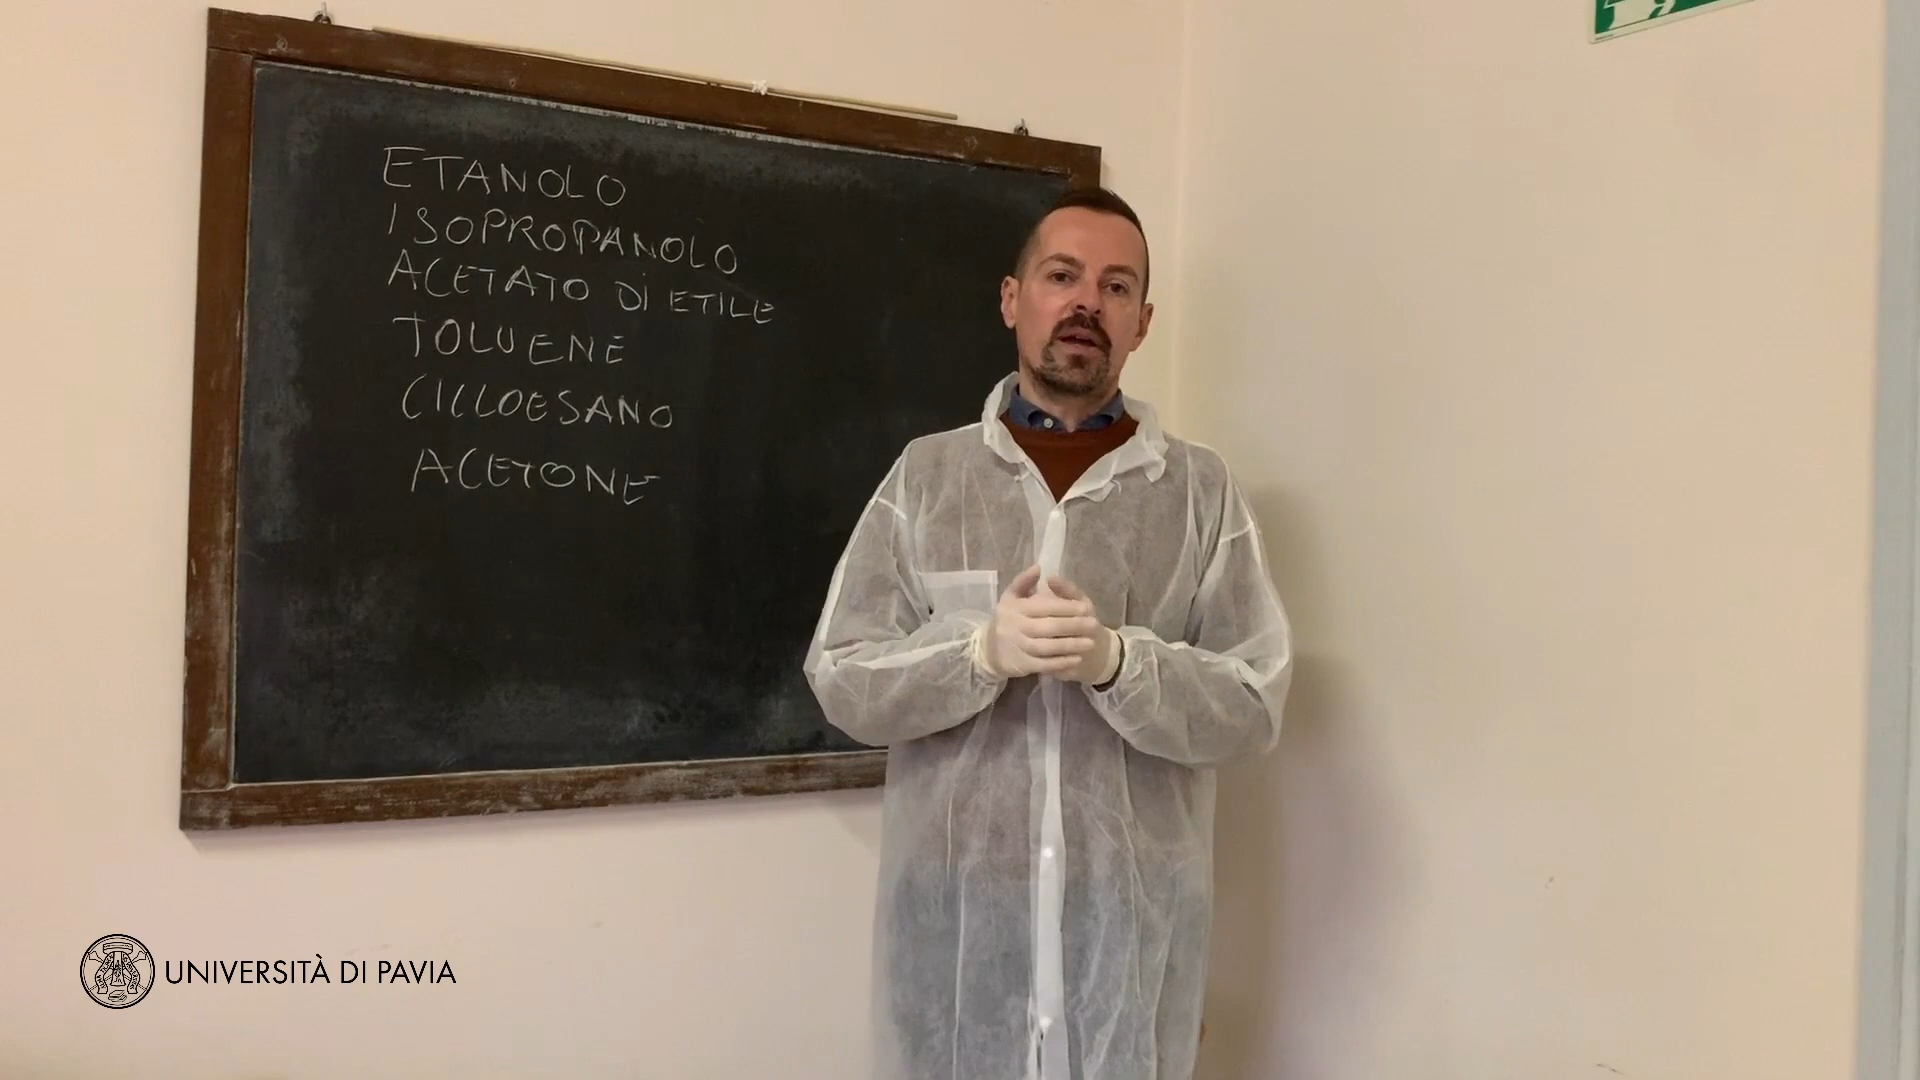 ETANOLO
ISOPROPANOLO
ACETATO DI ETILE
TOLUENE
CICLOESANO
ACETONE
UNIVERSITÀ DI PAVIA